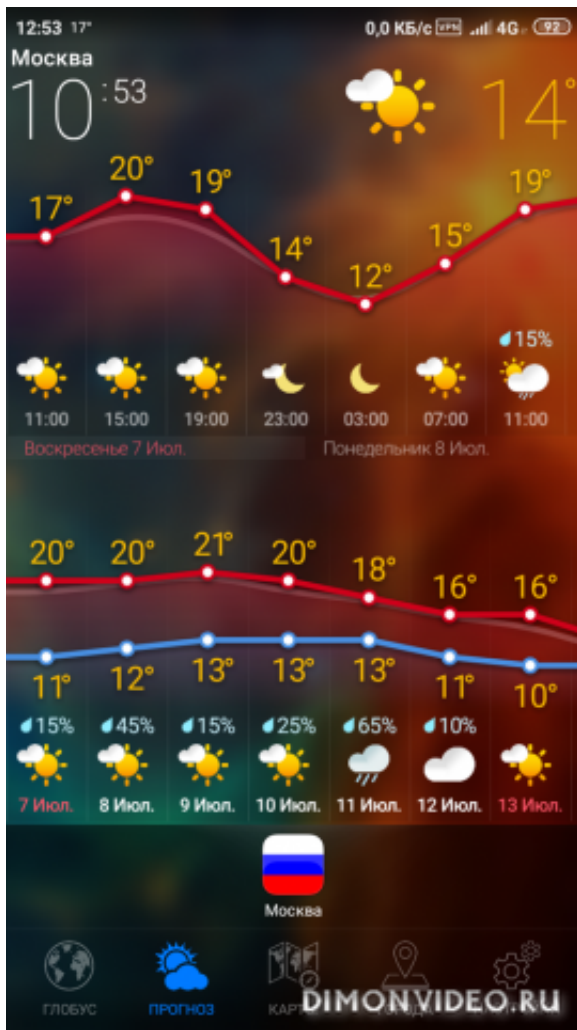 12:53 17° 0,0 КБ/с VPN 4G 92
Москва
10:53 14°
17° 20° 19° 14° 12° 15° 19°
15%
11:00 15:00 19:00 23:00 03:00 07:00 11:00
Воскресенье 7 Июл. Понедельник 8 Июл.
20° 20° 21° 20° 18° 16° 16°
11° 12° 13° 13° 13° 11° 10°
15% 45% 15% 25% 65% 10%
7 Июл. 8 Июл. 9 Июл. 10 Июл. 11 Июл. 12 Июл. 13 Июл.
Москва
ГЛОБУС ПРОГНОЗ
DIMONVIDEO.RU